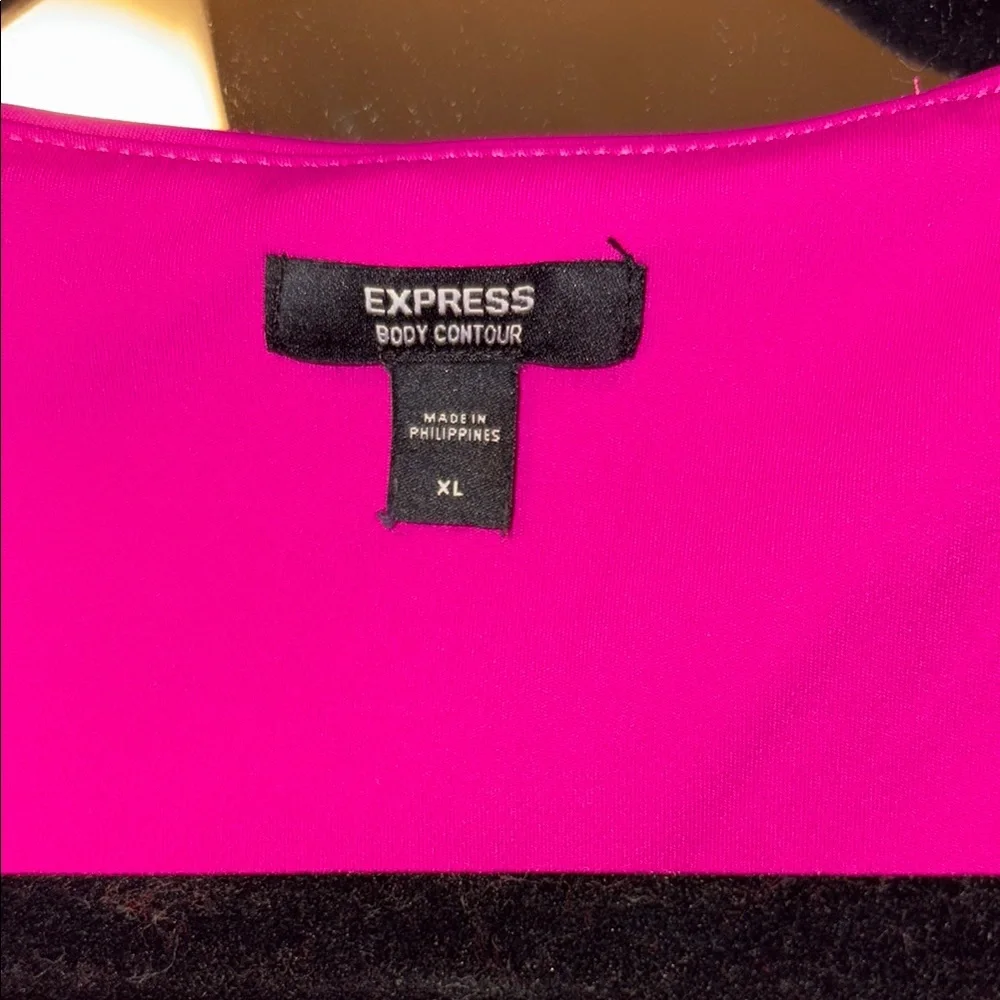 EXPRESS
BODY CONTOUR
MADE IN
PHILIPPINES
XL